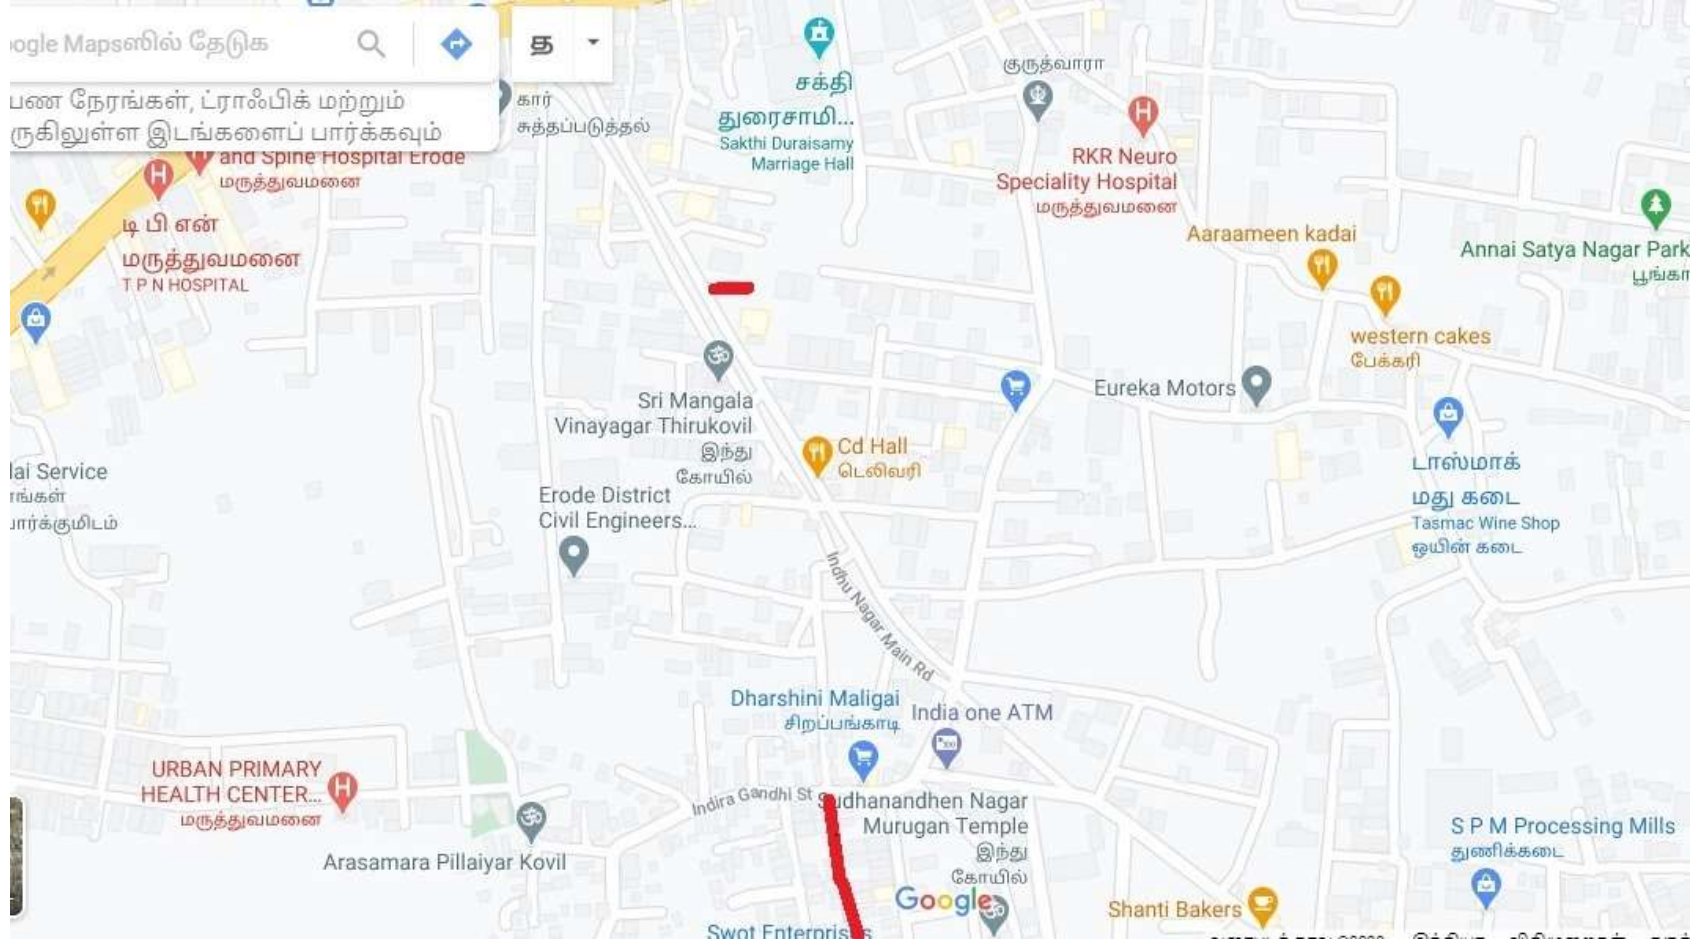 Google Mapsஸில் தேடுக
த
பயண நேரங்கள், ட்ராஃபிக் மற்றும்
அருகிலுள்ள இடங்களைப் பார்க்கவும்
and Spine Hospital Erode
மருத்துவமனை
டி பி என்
மருத்துவமனை
T P N HOSPITAL
கார்
சுத்தப்படுத்தல்
சக்தி
துரைசாமி...
Sakthi Duraisamy
Marriage Hall
குருத்வாரா
RKR Neuro
Speciality Hospital
மருத்துவமனை
Aaraameen kadai
Annai Satya Nagar Park
western cakes
பேக்கரி
Eureka Motors
Sri Mangala
Vinayagar Thirukovil
இந்து
கோயில்
Cd Hall
டெலிவரி
Erode District
Civil Engineers...
Service
டாஸ்மாக்
மது கடை
Tasmac Wine Shop
ஒயின் கடை
Indhu Nagar Main Rd
Dharshini Maligai
சிறப்பங்காடி
India one ATM
URBAN PRIMARY
HEALTH CENTER...
மருத்துவமனை
Indira Gandhi St
Sudhanandhen Nagar
Murugan Temple
இந்து
கோயில்
Arasamara Pillaiyar Kovil
S P M Processing Mills
துணிக்கடை
Google
Shanti Bakers
Swot Enterprises